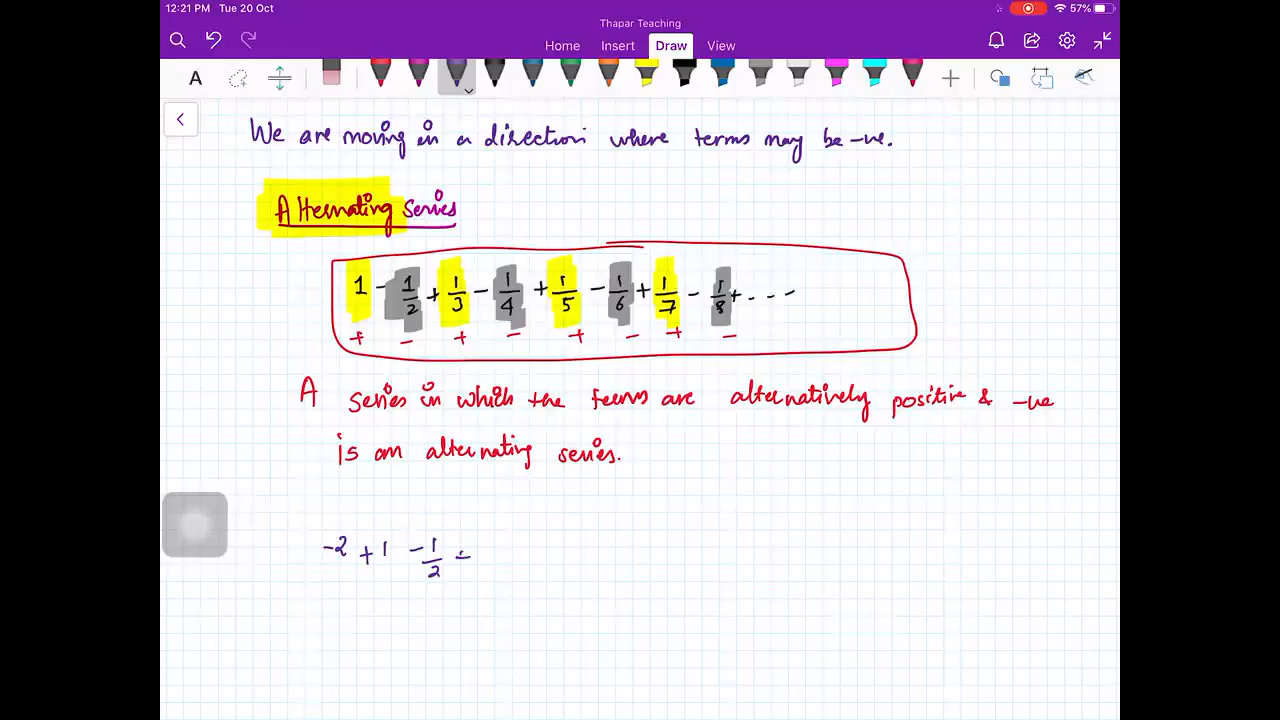 12:21 PM Tue 20 Oct 57%
Thapar Teaching
Home Insert Draw View
A
We are moving in a direction where terms may be -ve.
Alternating Series
1 - 1/2 + 1/3 - 1/4 + 1/5 - 1/6 + 1/7 - 1/8 + . - - -
+ - + - + - + -
A series in which the terms are alternatively positive & -ve
is an alternating series.
-2 + 1 - 1/2 =